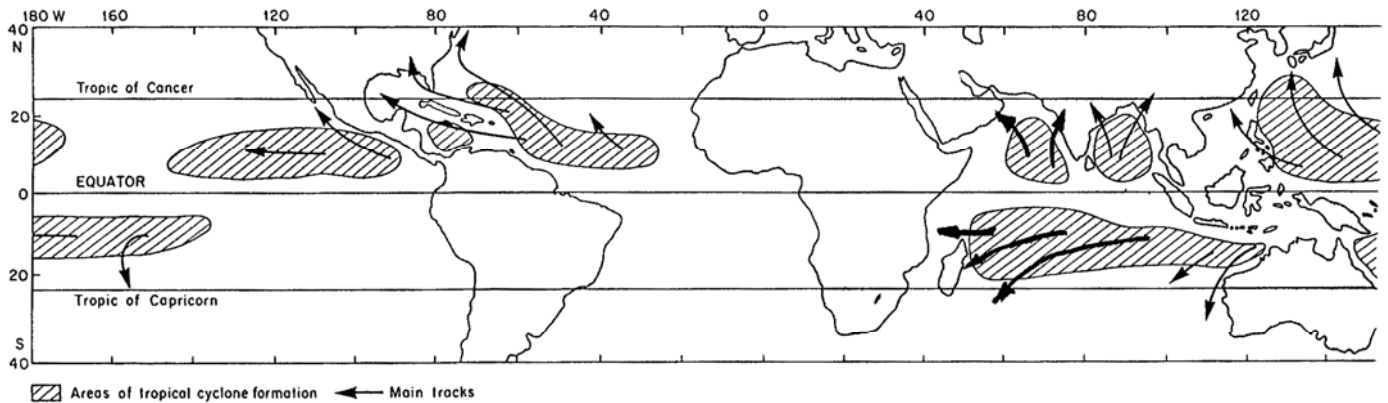 180 W 160 120 80 40 0 40 80 120
40
N
Tropic of Cancer
20
EQUATOR
0
20
Tropic of Capricorn
S
40
Areas of tropical cyclone formation Main tracks